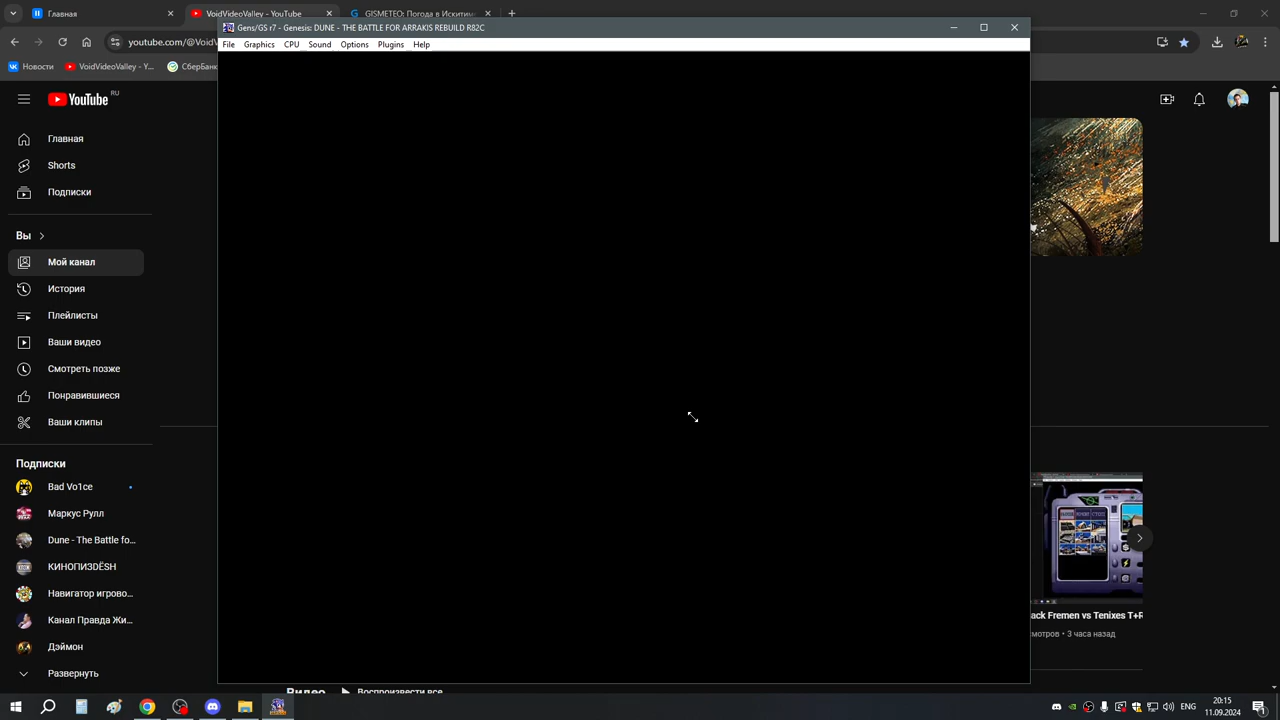 Главная
VideoValley - YouTube
GISMETEO: Погода в Искитим
Gens/GS r7 - Genesis: DUNE - THE BATTLE FOR ARRAKIS REBUILD R82C
youtube.com/@Void
File Graphics CPU Sound Options Plugins Help
Новости
VoidVideoValley - Y...
СберБанк
YouTube RU
Главная
Shorts
Подписки
Вы
Мой канал
История
Плейлисты
Ваши видео
Смотреть позже
Понравившиеся
Ваши клипы
Подписки
Bad Vo1ce
Маркус Рулл
Dune - The Battle fo...
КИНОПИЗDЁSH
Навигатор игрово...
Канал Правда Жи...
Дэймон
Развернуть
ack Fremen vs Tenixes T+R
мотров • 3 часа назад
Видео
Воспроизвести все
20:15
11.09.2024